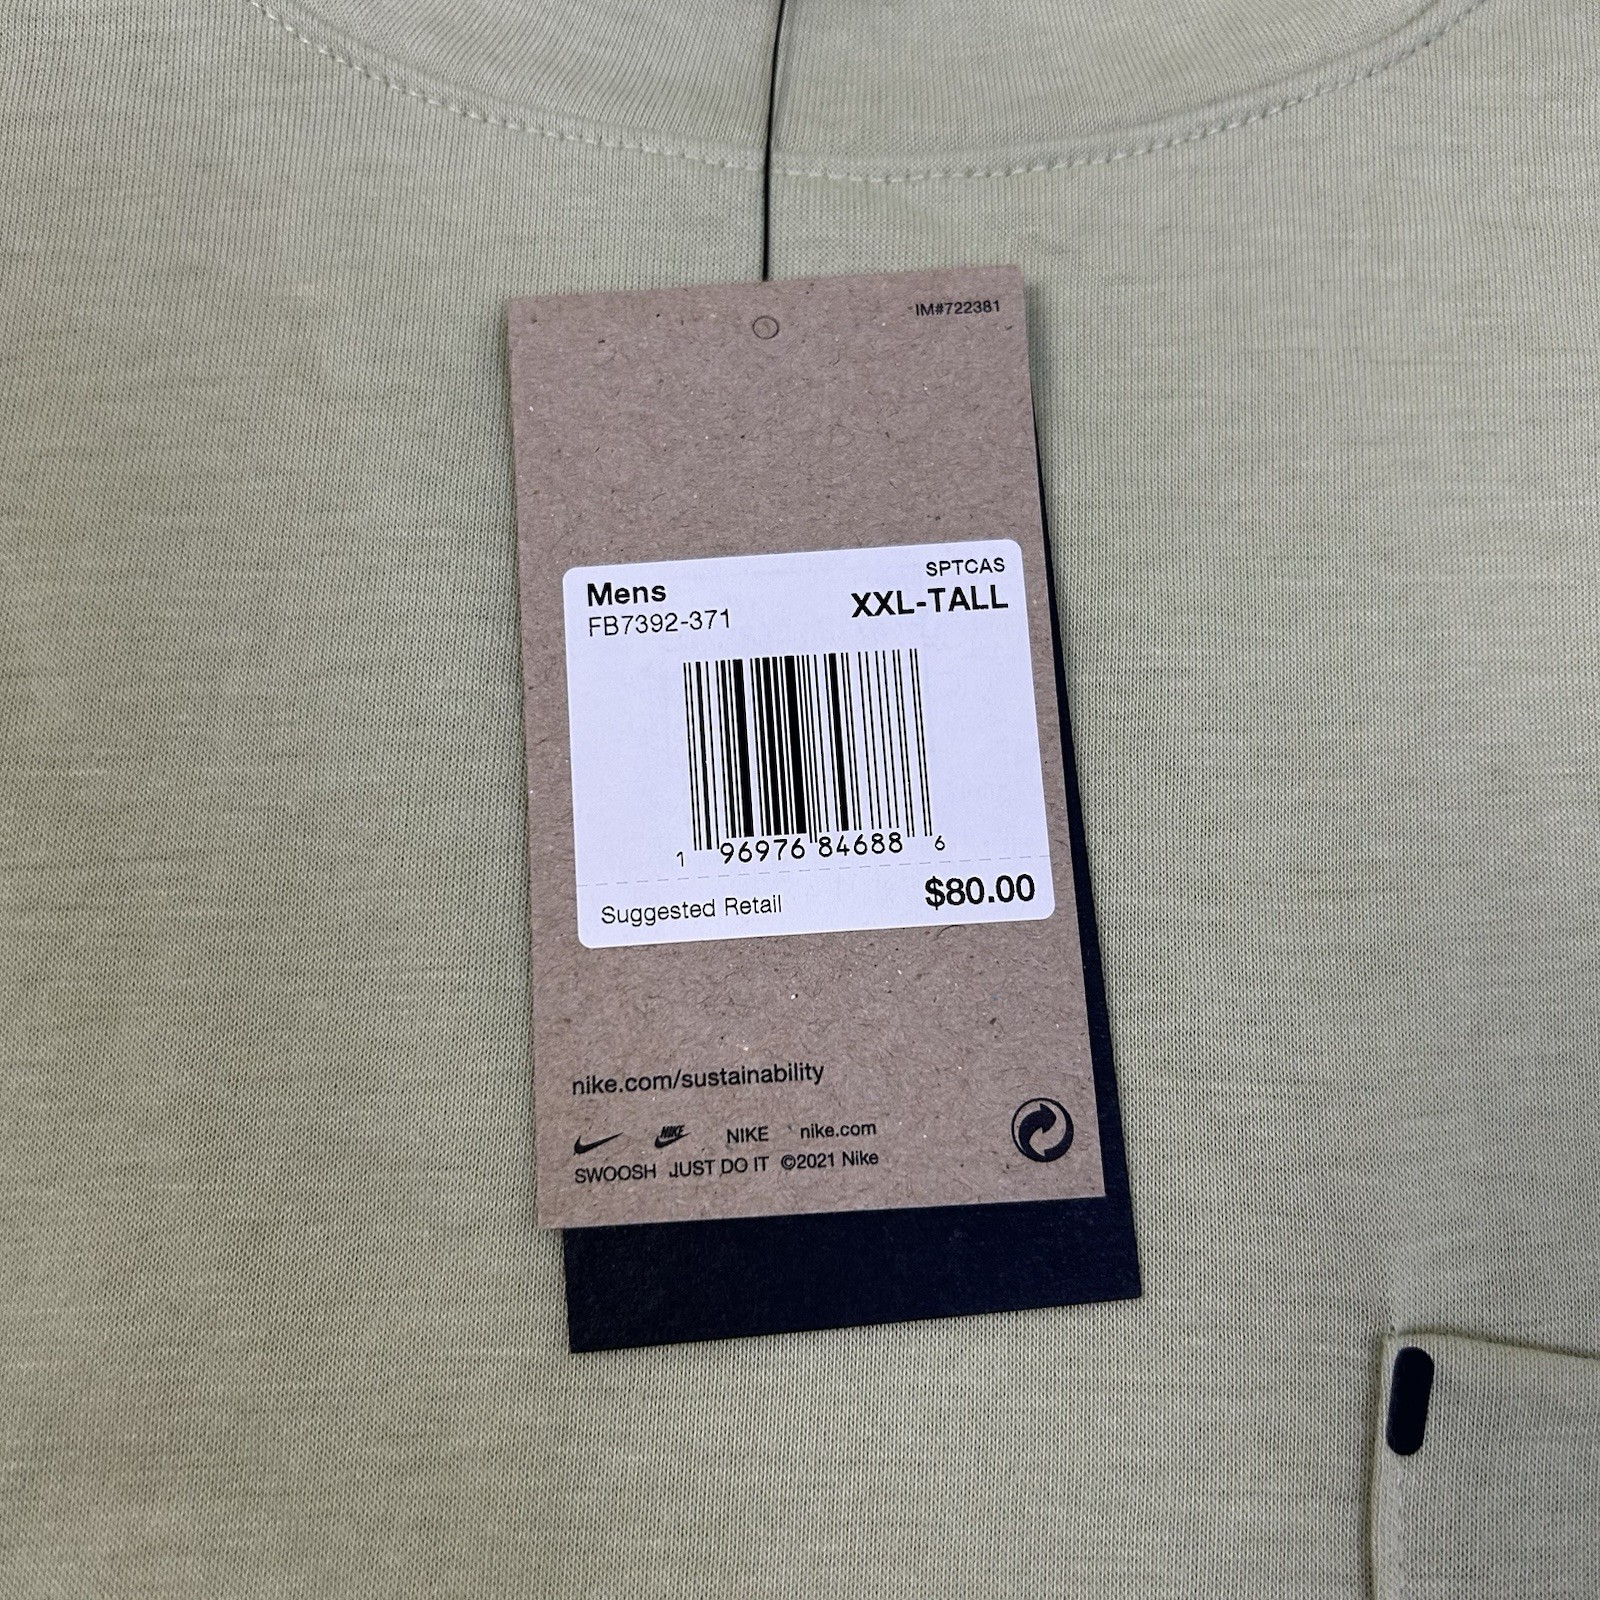 IM#722381
SPTCAS
Mens XXL-TALL
FB7392-371
1 96976 84688 6
Suggested Retail $80.00
nike.com/sustainability
NIKE NIKE nike.com
SWOOSH JUST DO IT ©2021 Nike